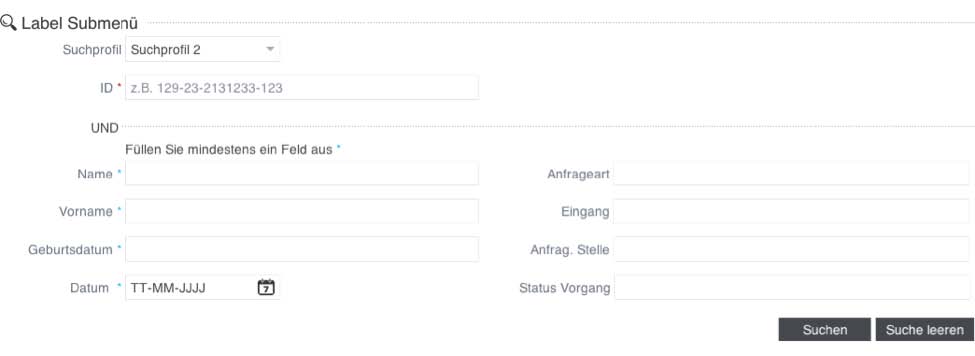 Label Submenü
Suchprofil Suchprofil 2
ID * z.B. 129-23-2131233-123
UND
Füllen Sie mindestens ein Feld aus *
Name * Anfrageart
Vorname * Eingang
Geburtsdatum * Anfrag. Stelle
Datum * TT-MM-JJJJ 7 Status Vorgang
Suchen Suche leeren